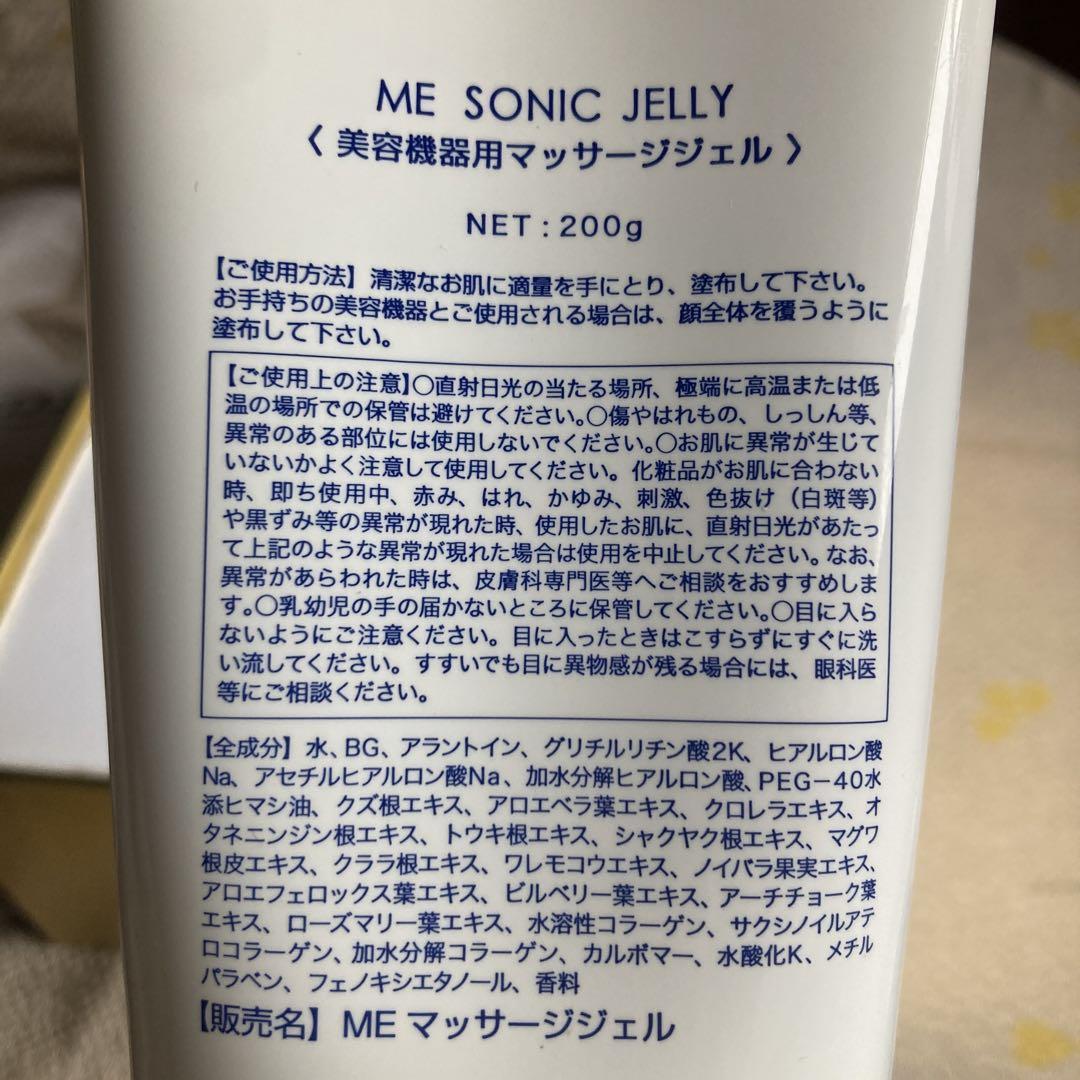 ME SONIC JELLY
〈 美容機器用マッサージジェル 〉
NET : 200g
【ご使用方法】清潔なお肌に適量を手にとり、塗布して下さい。
お手持ちの美容機器とご使用される場合は、顔全体を覆うように
塗布して下さい。
【ご使用上の注意】〇直射日光の当たる場所、極端に高温または低
温の場所での保管は避けてください。〇傷やはれもの、しっしん等、
異常のある部位には使用しないでください。〇お肌に異常が生じて
いないかよく注意して使用してください。化粧品がお肌に合わない
時、即ち使用中、赤み、はれ、かゆみ、刺激、色抜け（白斑等）
や黒ずみ等の異常が現れた時、使用したお肌に、直射日光があたっ
て上記のような異常が現れた場合は使用を中止してください。なお、
異常があらわれた時は、皮膚科専門医等へご相談をおすすめしま
す。〇乳幼児の手の届かないところに保管してください。〇目に入ら
ないようにご注意ください。目に入ったときはこすらずにすぐに洗
い流してください。すすいでも目に異物感が残る場合には、眼科医
等にご相談ください。
【全成分】水、BG、アラントイン、グリチルリチン酸2K、ヒアルロン酸
Na、アセチルヒアルロン酸Na、加水分解ヒアルロン酸、PEG－40水
添ヒマシ油、クズ根エキス、アロエベラ葉エキス、クロレラエキス、オ
タネニンジン根エキス、トウキ根エキス、シャクヤク根エキス、マグワ
根皮エキス、クララ根エキス、ワレモコウエキス、ノイバラ果実エキス、
アロエフェロックス葉エキス、ビルベリー葉エキス、アーチチョーク葉
エキス、ローズマリー葉エキス、水溶性コラーゲン、サクシノイルアテ
ロコラーゲン、加水分解コラーゲン、カルボマー、水酸化K、メチル
パラベン、フェノキシエタノール、香料
【販売名】MEマッサージジェル